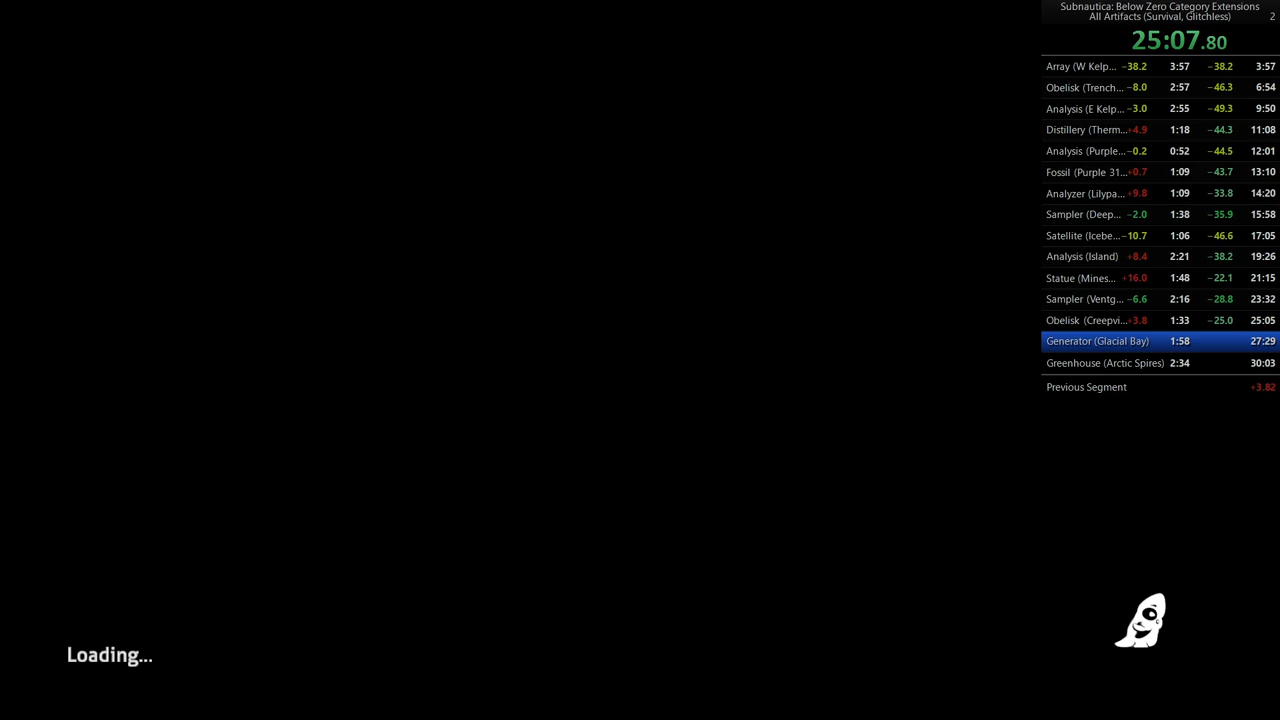 Subnautica: Below Zero Category Extensions
All Artifacts (Survival, Glitchless) 2
25:07.80
Array (W Kelp... −38.2 3:57 −38.2 3:57
Obelisk (Trench... −8.0 2:57 −46.3 6:54
Analysis (E Kelp... −3.0 2:55 −49.3 9:50
Distillery (Therm... +4.9 1:18 −44.3 11:08
Analysis (Purple... −0.2 0:52 −44.5 12:01
Fossil (Purple 31... +0.7 1:09 −43.7 13:10
Analyzer (Lilypa... +9.8 1:09 −33.8 14:20
Sampler (Deep... −2.0 1:38 −35.9 15:58
Satellite (Icebe... −10.7 1:06 −46.6 17:05
Analysis (Island) +8.4 2:21 −38.2 19:26
Statue (Mines... +16.0 1:48 −22.1 21:15
Sampler (Ventg... −6.6 2:16 −28.8 23:32
Obelisk (Creepvi... +3.8 1:33 −25.0 25:05
Generator (Glacial Bay) 1:58 27:29
Greenhouse (Arctic Spires) 2:34 30:03
Previous Segment +3.82
Loading...